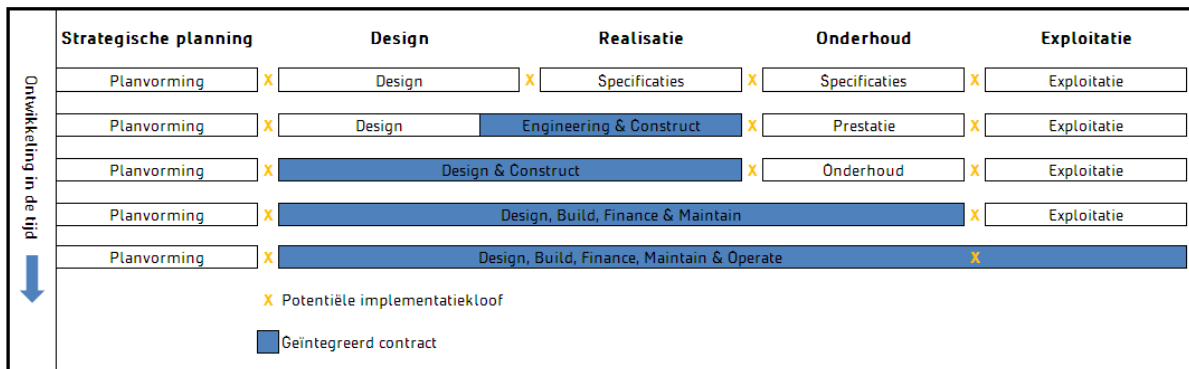 Strategische planning Design Realisatie Onderhoud Exploitatie
Ontwikkeling in de tijd
Planvorming X Design X Specificaties X Specificaties X Exploitatie
Planvorming X Design Engineering & Construct X Prestatie X Exploitatie
Planvorming X Design & Construct X Onderhoud X Exploitatie
Planvorming X Design, Build, Finance & Maintain X Exploitatie
Planvorming X Design, Build, Finance, Maintain & Operate X
X Potentiële implementatiekloof
Geïntegreerd contract